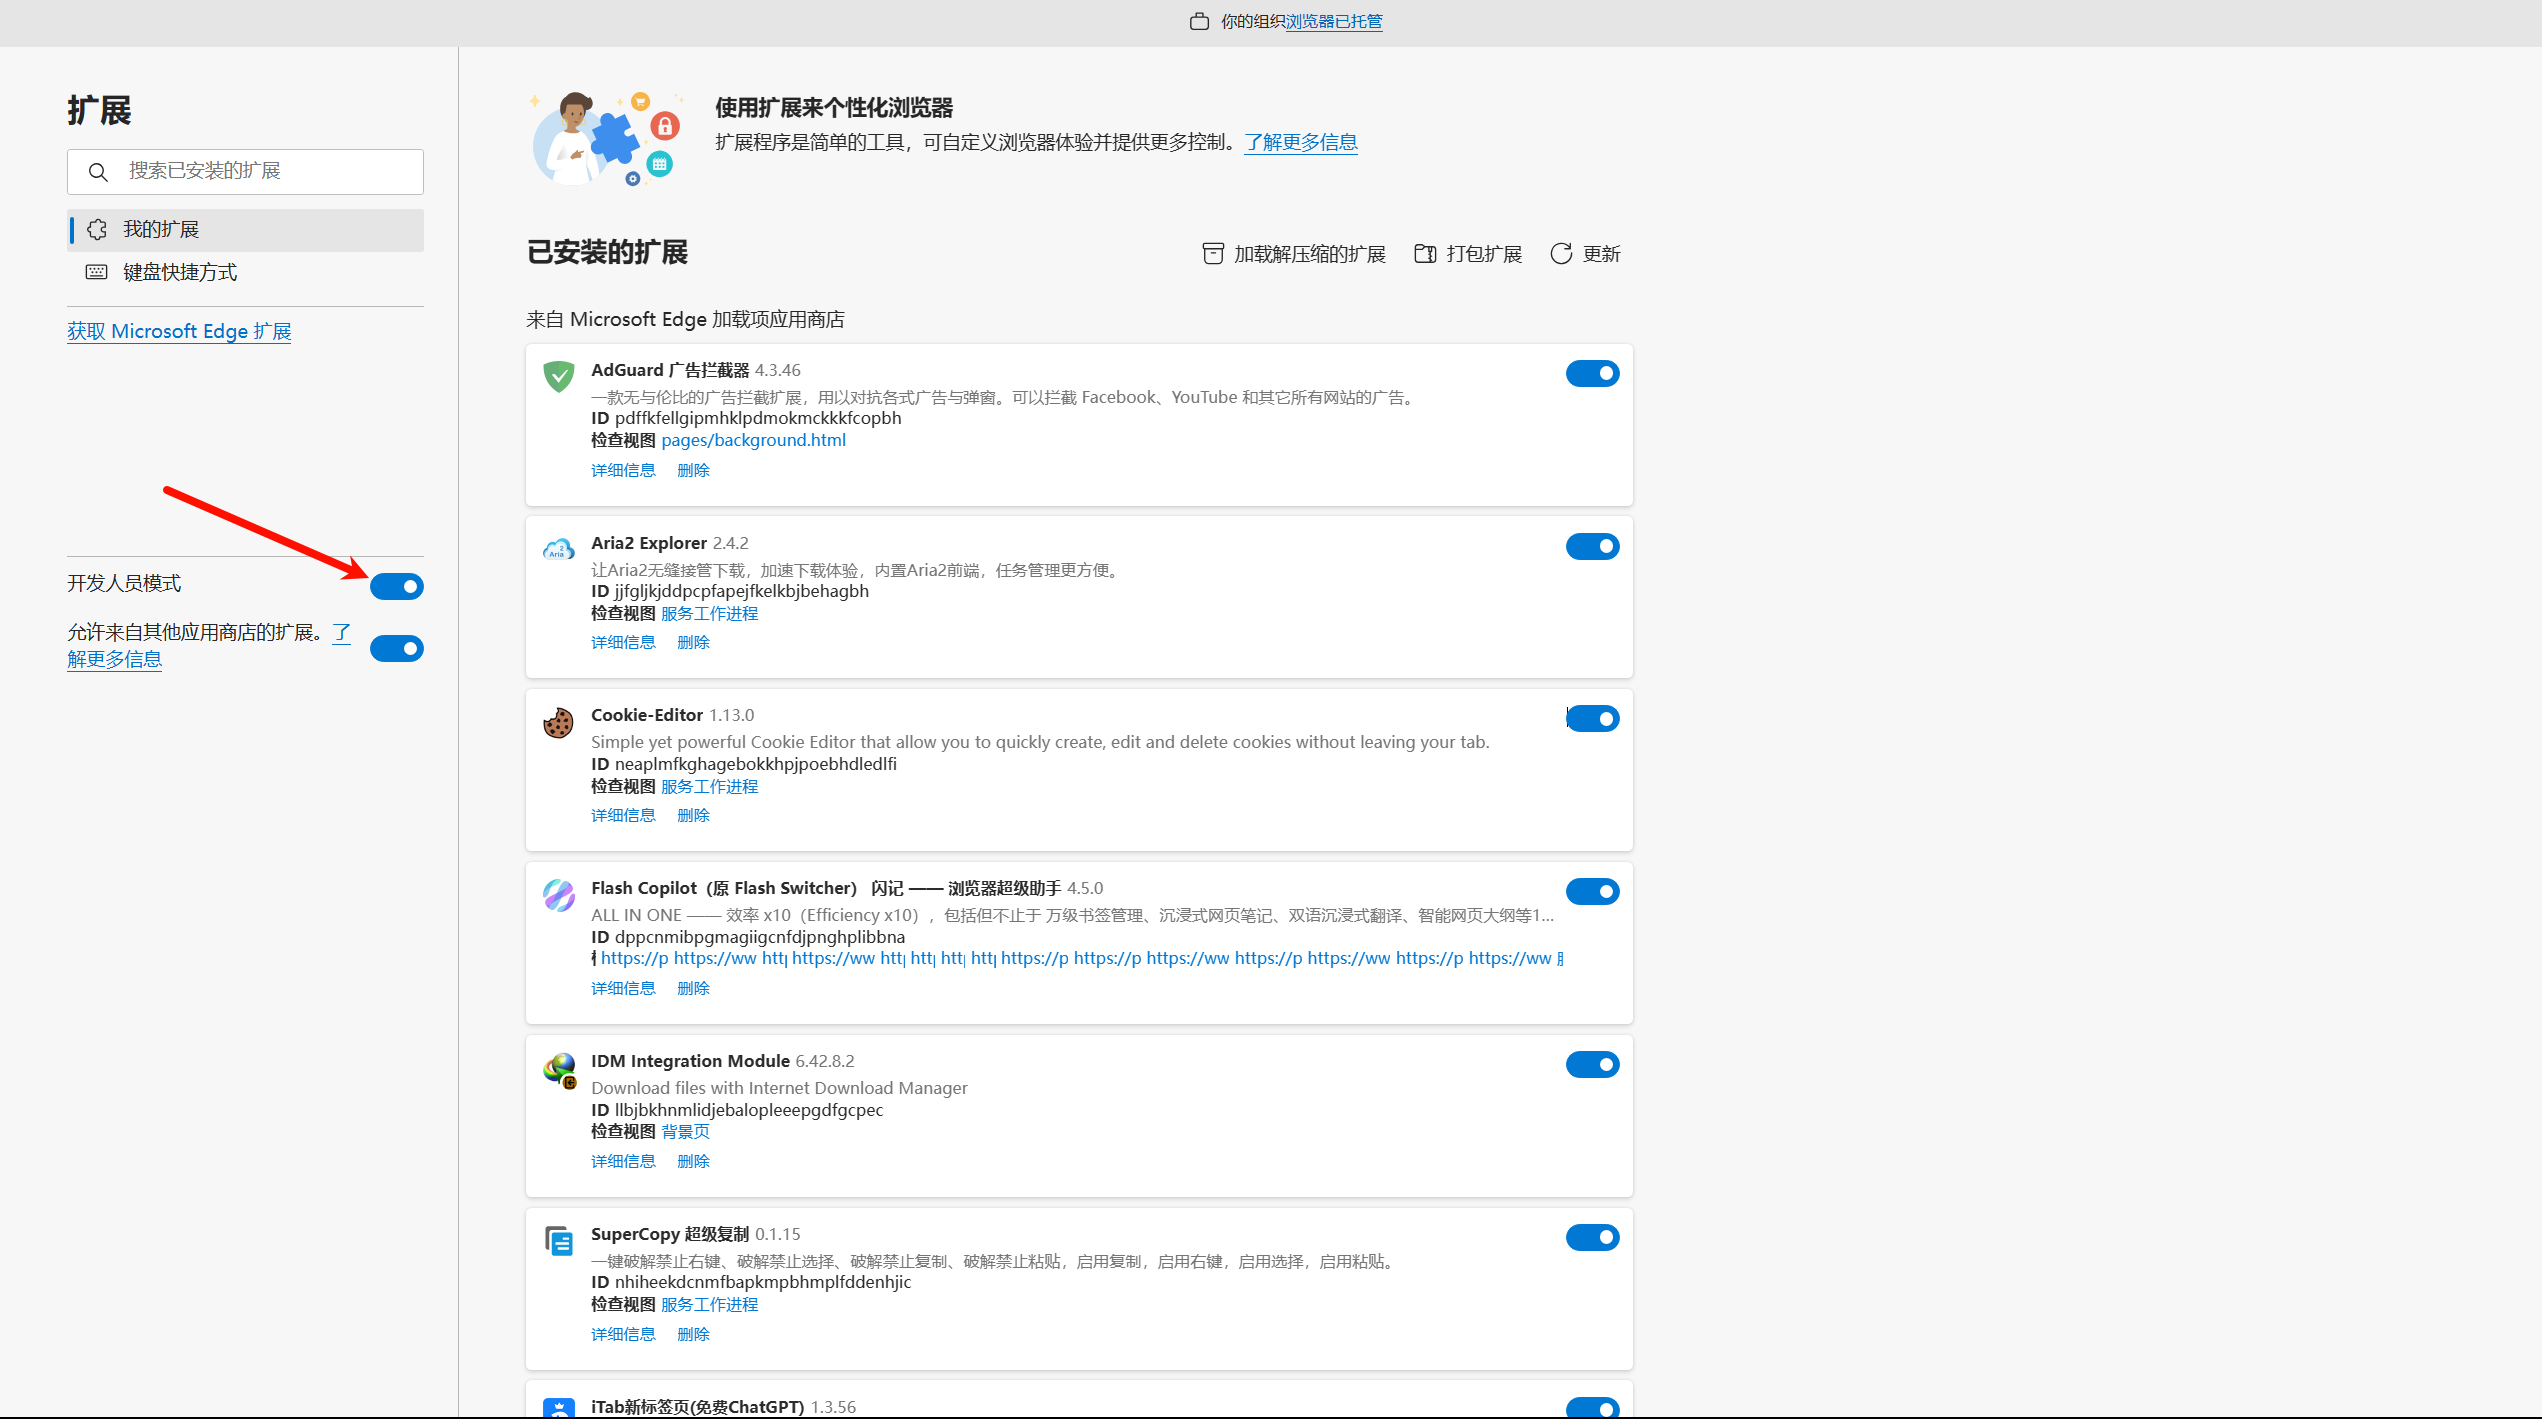 你的组织浏览器已托管
扩展
搜索已安装的扩展
我的扩展
键盘快捷方式
获取 Microsoft Edge 扩展
开发人员模式
允许来自其他应用商店的扩展。了
解更多信息
使用扩展来个性化浏览器
扩展程序是简单的工具，可自定义浏览器体验并提供更多控制。了解更多信息
已安装的扩展
加载解压缩的扩展 打包扩展 更新
来自 Microsoft Edge 加载项应用商店
AdGuard 广告拦截器 4.3.46
一款无与伦比的广告拦截扩展，用以对抗各式广告与弹窗。可以拦截 Facebook、YouTube 和其它所有网站的广告。
ID pdffkfellgipmhklpdmokmckkkfcopbh
检查视图 pages/background.html
详细信息 删除
Aria2 Explorer 2.4.2
让Aria2无缝接管下载，加速下载体验，内置Aria2前端，任务管理更方便。
ID jjfgljkjddpcpfapejfkelkbjbehagbh
检查视图 服务工作进程
详细信息 删除
Cookie-Editor 1.13.0
Simple yet powerful Cookie Editor that allow you to quickly create, edit and delete cookies without leaving your tab.
ID neaplmfkghagebokkhpjpoebhdledlfi
检查视图 服务工作进程
详细信息 删除
Flash Copilot（原 Flash Switcher） 闪记 —— 浏览器超级助手 4.5.0
ALL IN ONE —— 效率 x10（Efficiency x10），包括但不止于 万级书签管理、沉浸式网页笔记、双语沉浸式翻译、智能网页大纲等1...
ID dppcnmibpgmagiigcnfdjpnghplibbna
https://p https://ww http https://ww http http http http https://p https://p https://ww https://p https://ww https://p https://ww
详细信息 删除
IDM Integration Module 6.42.8.2
Download files with Internet Download Manager
ID llbjbkhnmlidjebalopleeepgdfgcpec
检查视图 背景页
详细信息 删除
SuperCopy 超级复制 0.1.15
一键破解禁止右键、破解禁止选择、破解禁止复制、破解禁止粘贴，启用复制，启用右键，启用选择，启用粘贴。
ID nhiheekdcnmfbapkmpbhmplfddenhjic
检查视图 服务工作进程
详细信息 删除
iTab新标签页(免费ChatGPT) 1.3.56